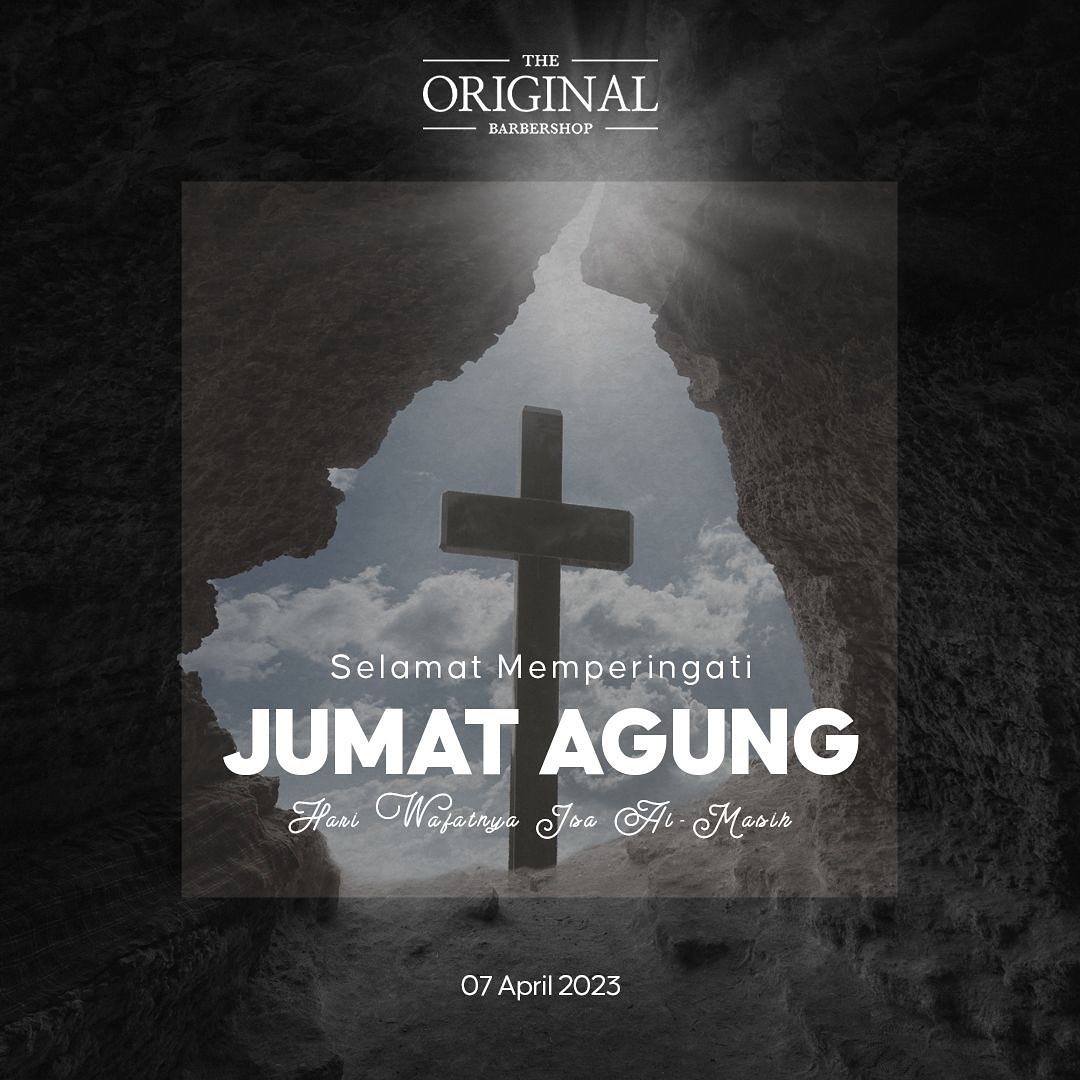 THE
ORIGINAL
BARBERSHOP
Selamat Memperingati
JUMAT AGUNG
Hari Wafatnya Isa Al-Masih
07 April 2023